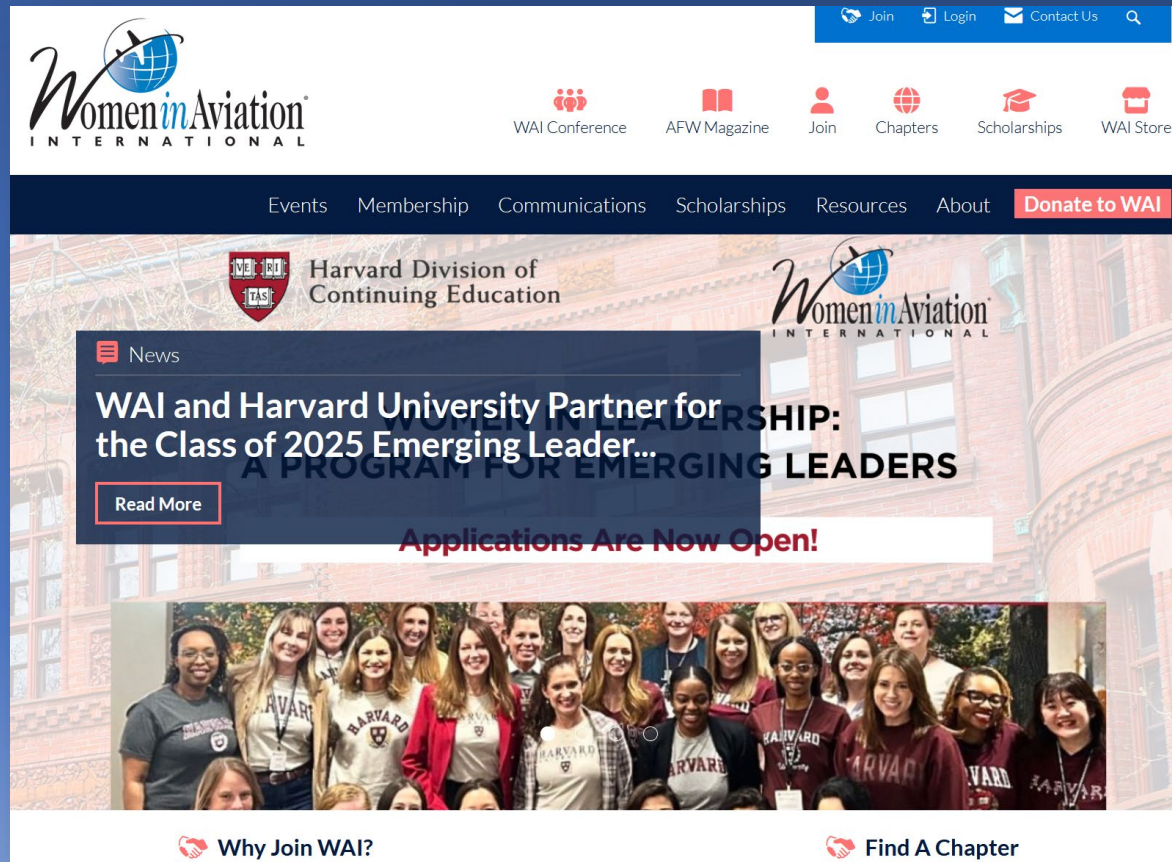 Join Login Contact Us
Women in Aviation
INTERNATIONAL
WAI Conference AFW Magazine Join Chapters Scholarships WAI Store
Events Membership Communications Scholarships Resources About Donate to WAI
VE RI
TAS
Harvard Division of
Continuing Education
Women in Aviation
INTERNATIONAL
News
WAI and Harvard University Partner for
the Class of 2025 Emerging Leader...
Read More
WOMEN IN LEADERSHIP:
A PROGRAM FOR EMERGING LEADERS
Applications Are Now Open!
HARVARD
HARVARD
HARVARD
HARVARD
Why Join WAI? Find A Chapter